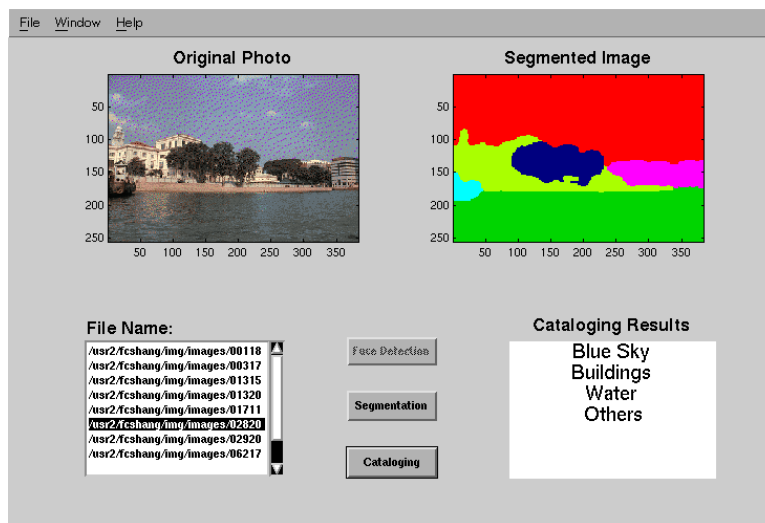 File Window Help
Original Photo
Segmented Image
50
100
150
200
250
50 100 150 200 250 300 350
50
100
150
200
250
50 100 150 200 250 300 350
File Name:
/usr2/fcshang/img/images/00118
/usr2/fcshang/img/images/00317
/usr2/fcshang/img/images/01315
/usr2/fcshang/img/images/01320
/usr2/fcshang/img/images/01711
/usr2/fcshang/img/images/02820
/usr2/fcshang/img/images/02920
/usr2/fcshang/img/images/06217
Face Detection
Segmentation
Cataloging
Cataloging Results
Blue Sky
Buildings
Water
Others